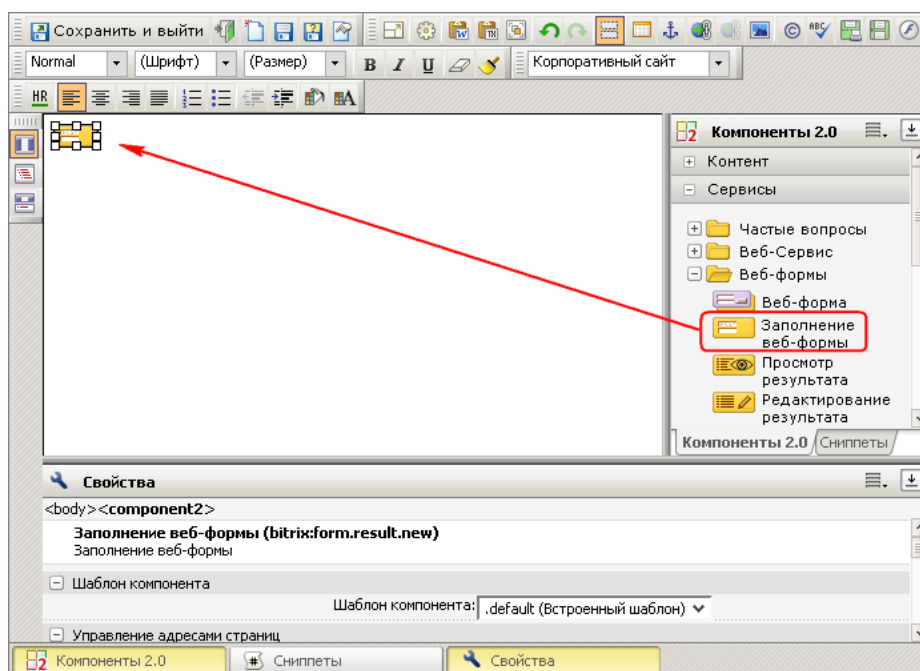 Сохранить и выйти
Normal (Шрифт) (Размер) B I U Корпоративный сайт
HR
Компоненты 2.0
Контент
Сервисы
Частые вопросы
Веб-Сервис
Веб-формы
Веб-форма
Заполнение
веб-формы
Просмотр
результата
Редактирование
результата
Компоненты 2.0 Сниппеты
Свойства
<body><component2>
Заполнение веб-формы (bitrix:form.result.new)
Заполнение веб-формы
Шаблон компонента
Шаблон компонента: .default (Встроенный шаблон)
Управление адресами страниц
Компоненты 2.0 Сниппеты Свойства